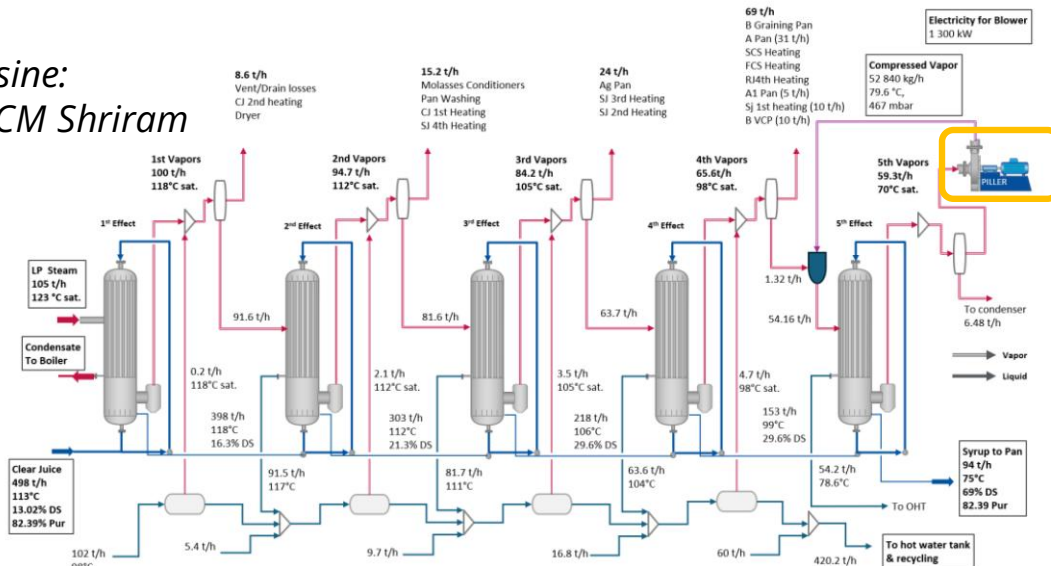 sine:
CM Shriram
8.6 t/h
Vent/Drain losses
CJ 2nd heating
Dryer
15.2 t/h
Molasses Conditioners
Pan Washing
CJ 1st Heating
SJ 4th Heating
24 t/h
Ag Pan
SJ 3rd Heating
SJ 2nd Heating
69 t/h
B Graining Pan
A Pan (31 t/h)
SCS Heating
FCS Heating
RJ4th Heating
A1 Pan (5 t/h)
Sj 1st heating (10 t/h)
B VCP (10 t/h)
Electricity for Blower
1 300 kW
Compressed Vapor
52 840 kg/h
79.6 °C,
467 mbar
PILLER
1st Vapors
100 t/h
118°C sat.
2nd Vapors
94.7 t/h
112°C sat.
3rd Vapors
84.2 t/h
105°C sat.
4th Vapors
65.6t/h
98°C sat.
5th Vapors
59.3t/h
70°C sat.
1st Effect
2nd Effect
3rd Effect
4th Effect
5th Effect
LP Steam
105 t/h
123 °C sat.
Condensate
To Boiler
91.6 t/h
81.6 t/h
63.7 t/h
1.32 t/h
54.16 t/h
To condenser
6.48 t/h
Vapor
Liquid
0.2 t/h
118°C sat.
2.1 t/h
112°C sat.
3.5 t/h
105°C sat.
4.7 t/h
98°C sat.
398 t/h
118°C
16.3% DS
303 t/h
112°C
21.3% DS
218 t/h
106°C
29.6% DS
153 t/h
99°C
29.6% DS
Clear Juice
498 t/h
113°C
13.02% DS
82.39% Pur
91.5 t/h
117°C
81.7 t/h
111°C
63.6 t/h
104°C
54.2 t/h
78.6°C
Syrup to Pan
94 t/h
75°C
69% DS
82.39 Pur
To OHT
102 t/h
5.4 t/h
9.7 t/h
16.8 t/h
60 t/h
420.2 t/h
To hot water tank
& recycling